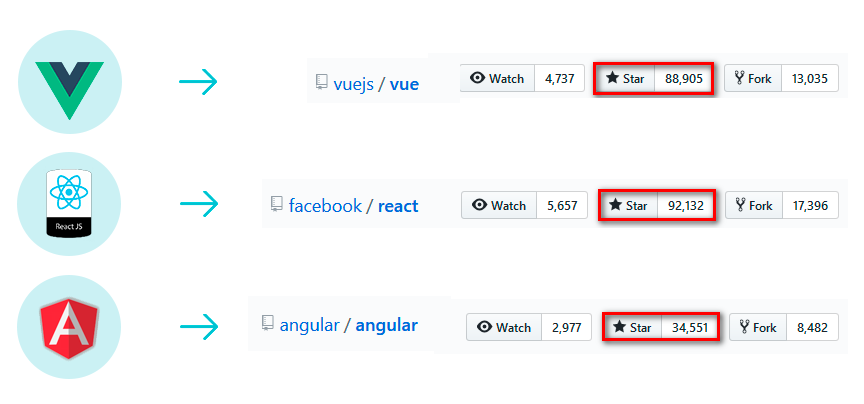 vuejs / vue Watch 4,737 Star 88,905 Fork 13,035
React JS
facebook / react Watch 5,657 Star 92,132 Fork 17,396
A
angular / angular Watch 2,977 Star 34,551 Fork 8,482